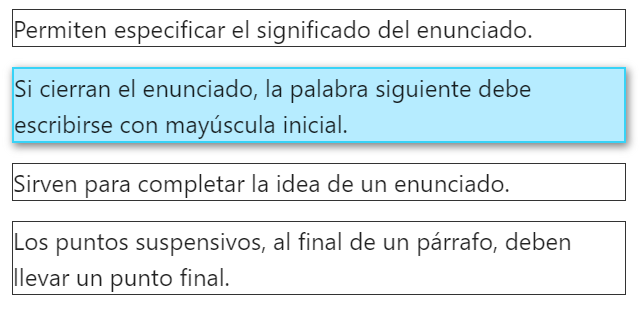 Permiten especificar el significado del enunciado.
Si cierran el enunciado, la palabra siguiente debe
escribirse con mayúscula inicial.
Sirven para completar la idea de un enunciado.
Los puntos suspensivos, al final de un párrafo, deben
llevar un punto final.